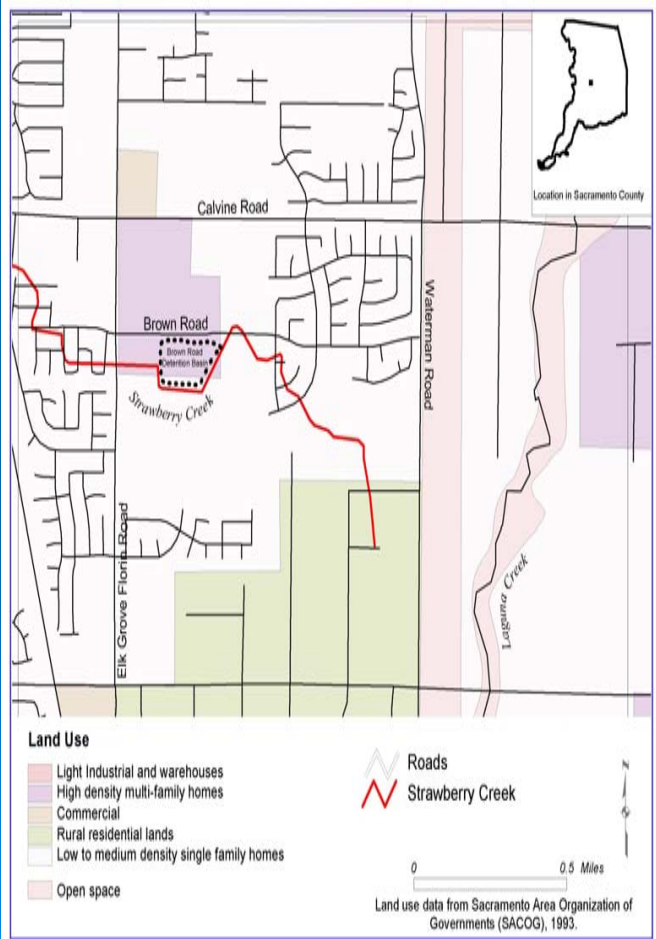 Location in Sacramento County
Calvine Road
Brown Road
Brown Road
Detention Basin
Strawberry Creek
Waterman Road
Elk Grove Florin Road
Laguna Creek
Land Use
Light Industrial and warehouses
High density multi-family homes
Commercial
Rural residential lands
Low to medium density single family homes
Open space
Roads
Strawberry Creek
0 0.5 Miles
Land use data from Sacramento Area Organization of
Governments (SACOG), 1993.